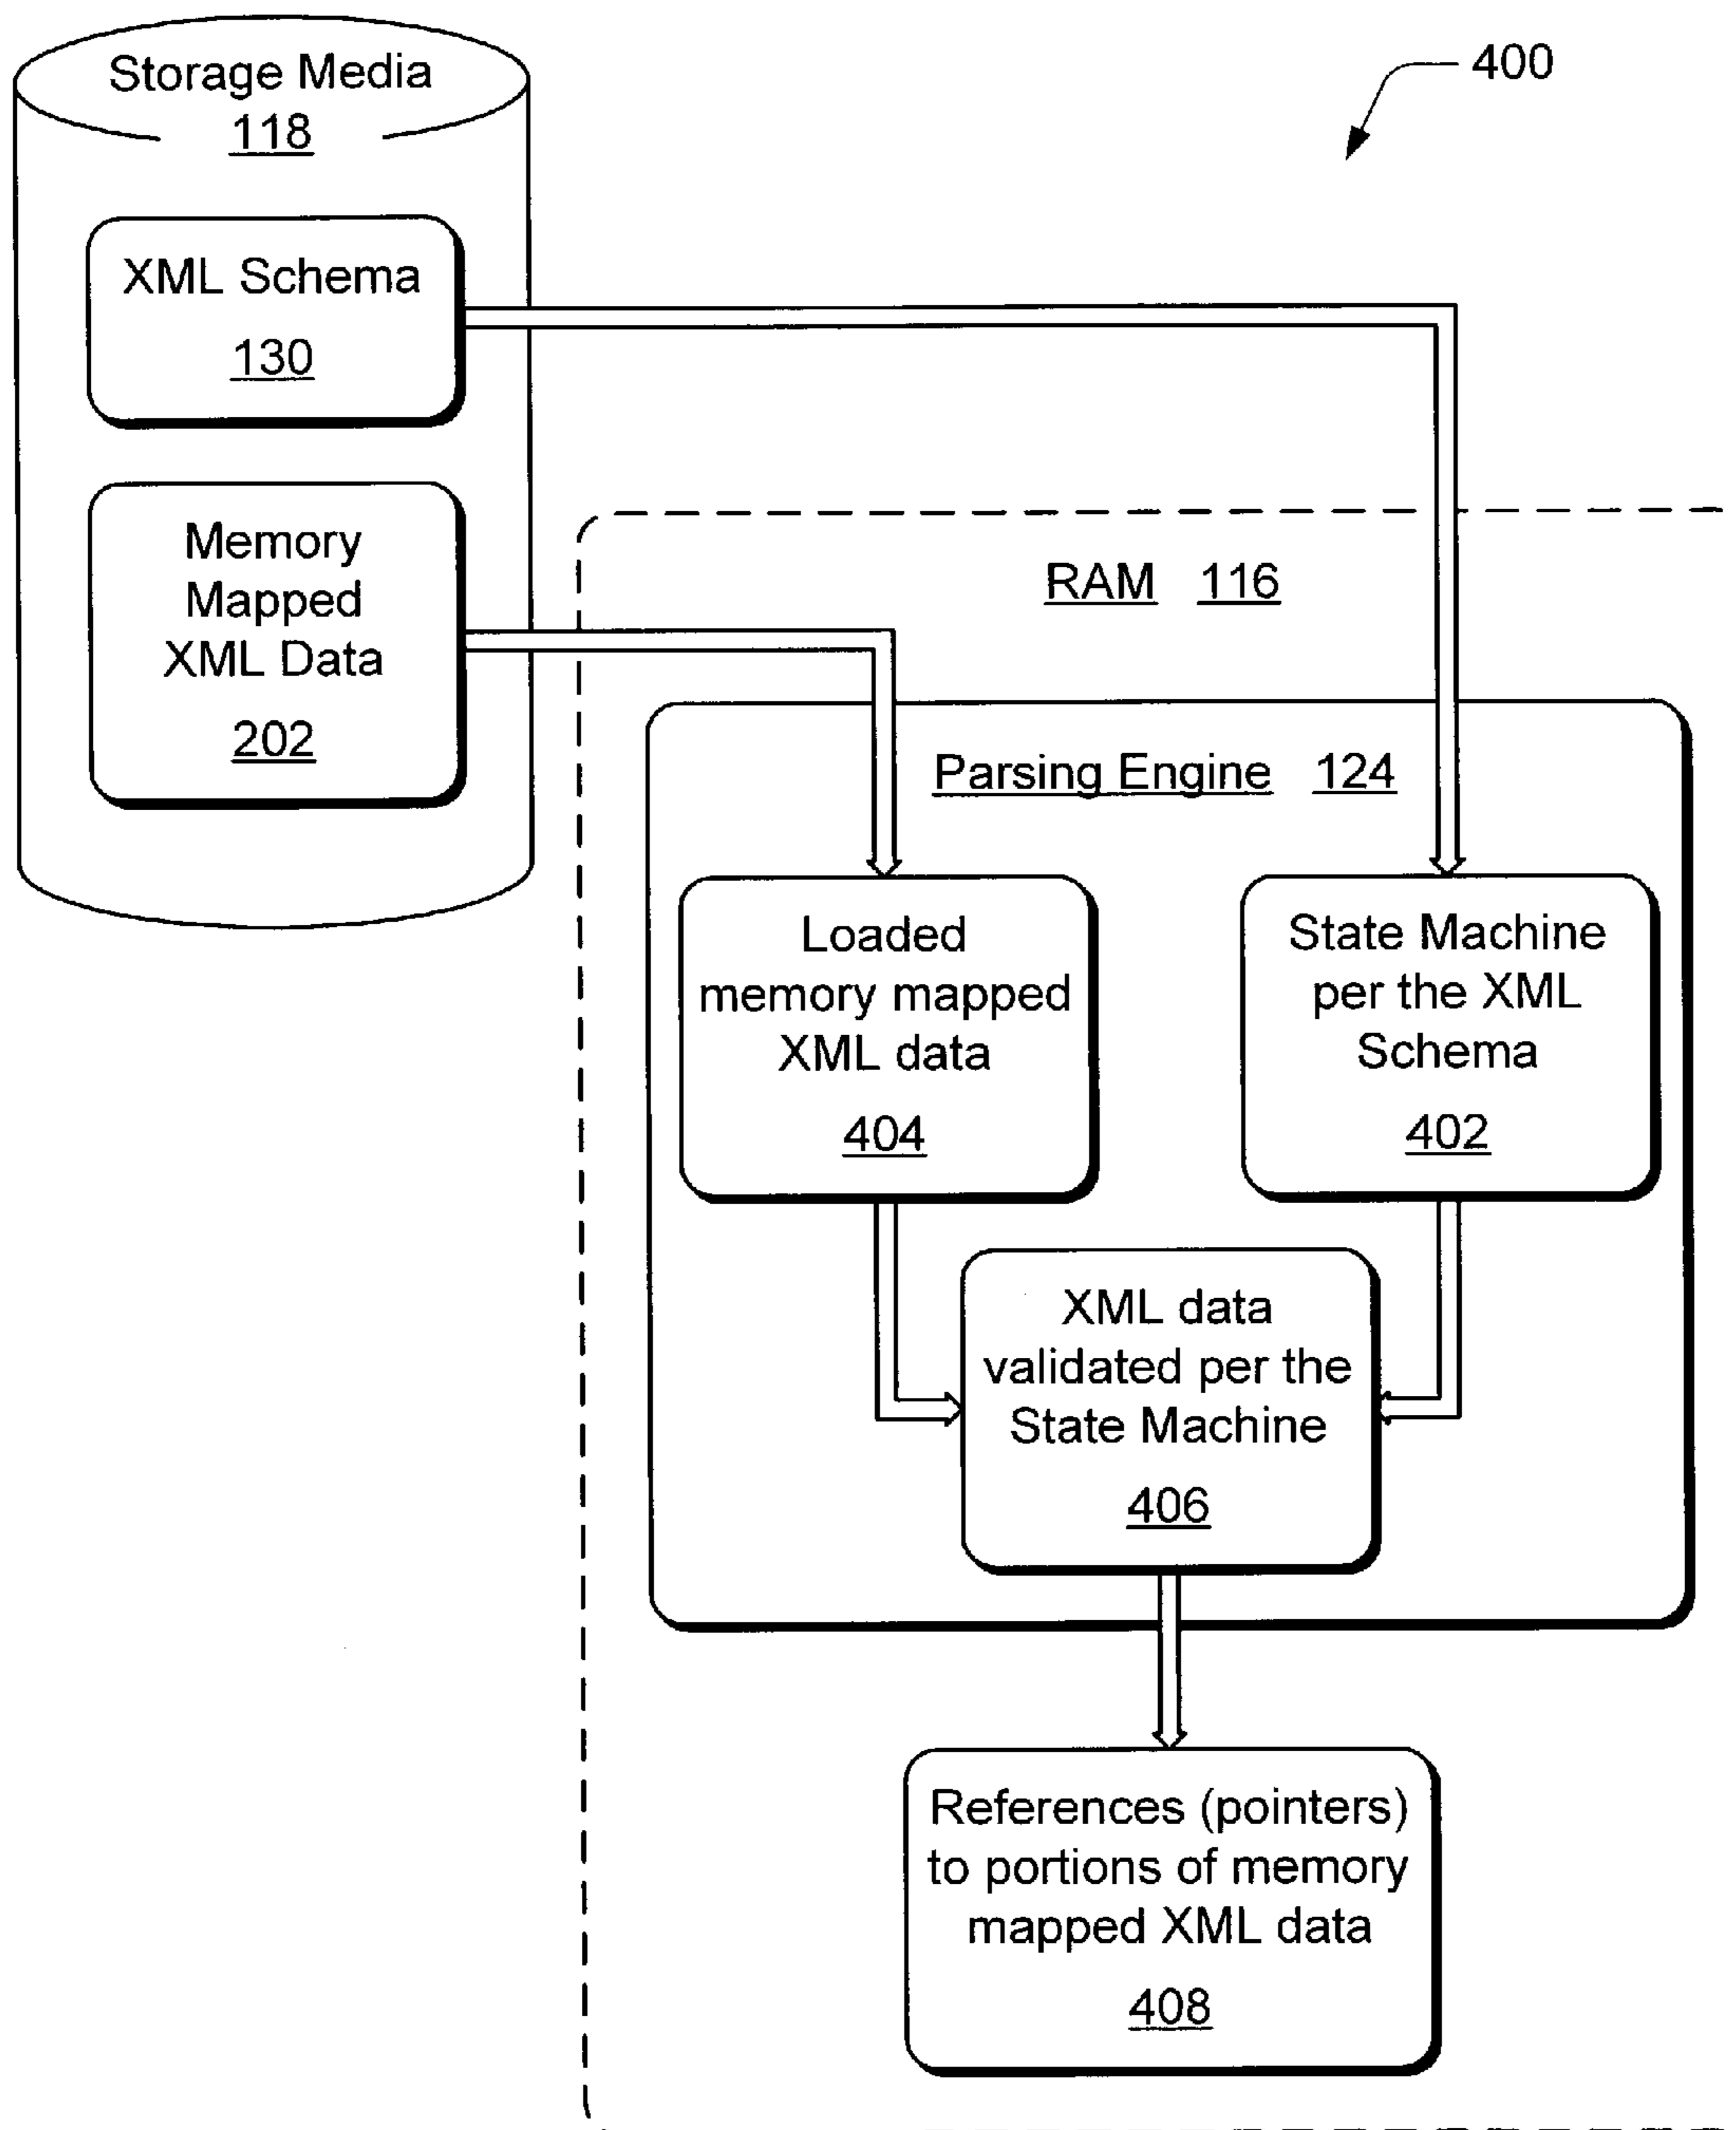 Storage Media
118
400
XML Schema
130
Memory
Mapped
XML Data
202
RAM 116
Parsing Engine 124
Loaded
memory mapped
XML data
404
State Machine
per the XML
Schema
402
XML data
validated per the
State Machine
406
References (pointers)
to portions of memory
mapped XML data
408